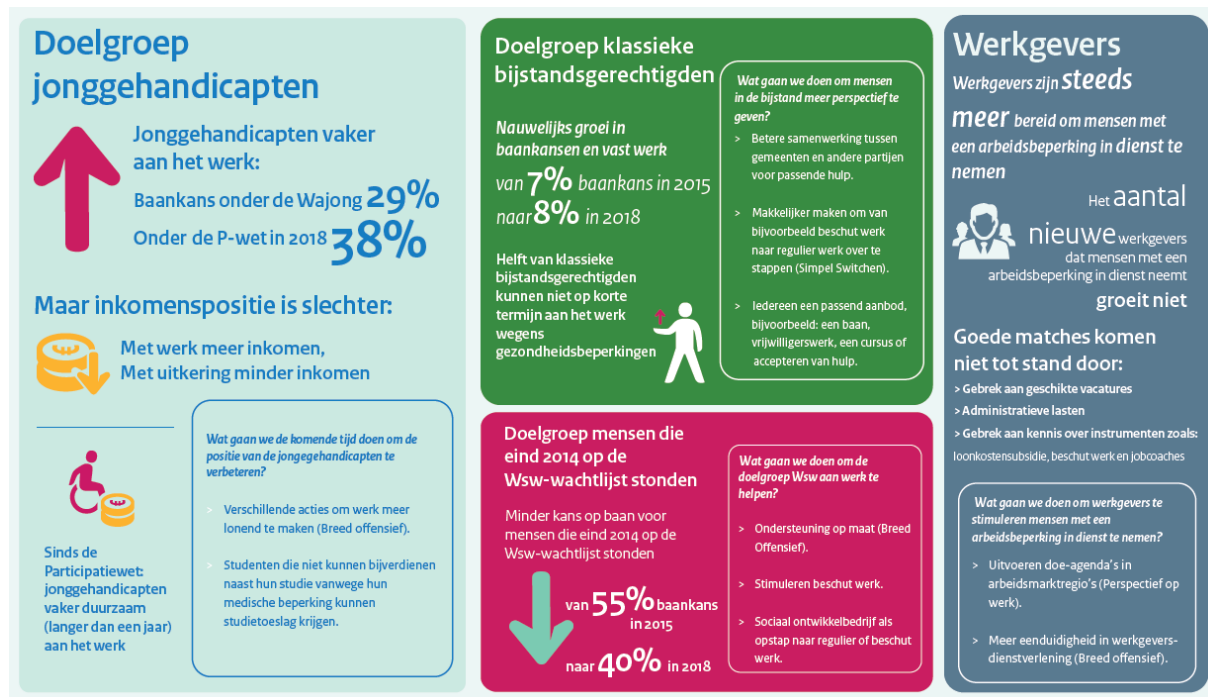 Doelgroep
jonggehandicapten
Jonggehandicapten vaker
aan het werk:
Baankans onder de Wajong 29%
Onder de P-wet in 2018 38%
Maar inkomenspositie is slechter:
Met werk meer inkomen,
Met uitkering minder inkomen
Sinds de
Participatiewet:
jonggehandicapten
vaker duurzaam
(langer dan een jaar)
aan het werk
Wat gaan we de komende tijd doen om de
positie van de jongegehandicapten te
verbeteren?
> Verschillende acties om werk meer
lonend te maken (Breed offensief).
> Studenten die niet kunnen bijverdienen
naast hun studie vanwege hun
medische beperking kunnen
studietoeslag krijgen.
Doelgroep klassieke
bijstandsgerechtigden
Nauwelijks groei in
baankansen en vast werk
van 7% baankans in 2015
naar 8% in 2018
Helft van klassieke
bijstandsgerechtigden
kunnen niet op korte
termijn aan het werk
wegens
gezondheidsbeperkingen
Wat gaan we doen om mensen
in de bijstand meer perspectief te
geven?
> Betere samenwerking tussen
gemeenten en andere partijen
voor passende hulp.
> Makkelijker maken om van
bijvoorbeeld beschut werk
naar regulier werk over te
stappen (Simpel Switchen).
> Iedereen een passend aanbod,
bijvoorbeeld: een baan,
vrijwilligerswerk, een cursus of
accepteren van hulp.
Doelgroep mensen die
eind 2014 op de
Wsw-wachtlijst stonden
Minder kans op baan voor
mensen die eind 2014 op de
Wsw-wachtlijst stonden
van 55% baankans
in 2015
naar 40% in 2018
Wat gaan we doen om de
doelgroep Wsw aan werk te
helpen?
> Ondersteuning op maat (Breed
Offensief).
> Stimuleren beschut werk.
> Sociaal ontwikkelbedrijf als
opstap naar regulier of beschut
werk.
Werkgevers
Werkgevers zijn steeds
meer bereid om mensen met
een arbeidsbeperking in dienst te
nemen
Het aantal
nieuwe werkgevers
dat mensen met een
arbeidsbeperking in dienst neemt
groeit niet
Goede matches komen
niet tot stand door:
> Gebrek aan geschikte vacatures
> Administratieve lasten
> Gebrek aan kennis over instrumenten zoals:
loonkostensubsidie, beschut werk en jobcoaches
Wat gaan we doen om werkgevers te
stimuleren mensen met een
arbeidsbeperking in dienst te nemen?
> Uitvoeren doe-agenda's in
arbeidsmarktregio's (Perspectief op
werk).
> Meer eenduidigheid in werkgevers-
dienstverlening (Breed offensief).